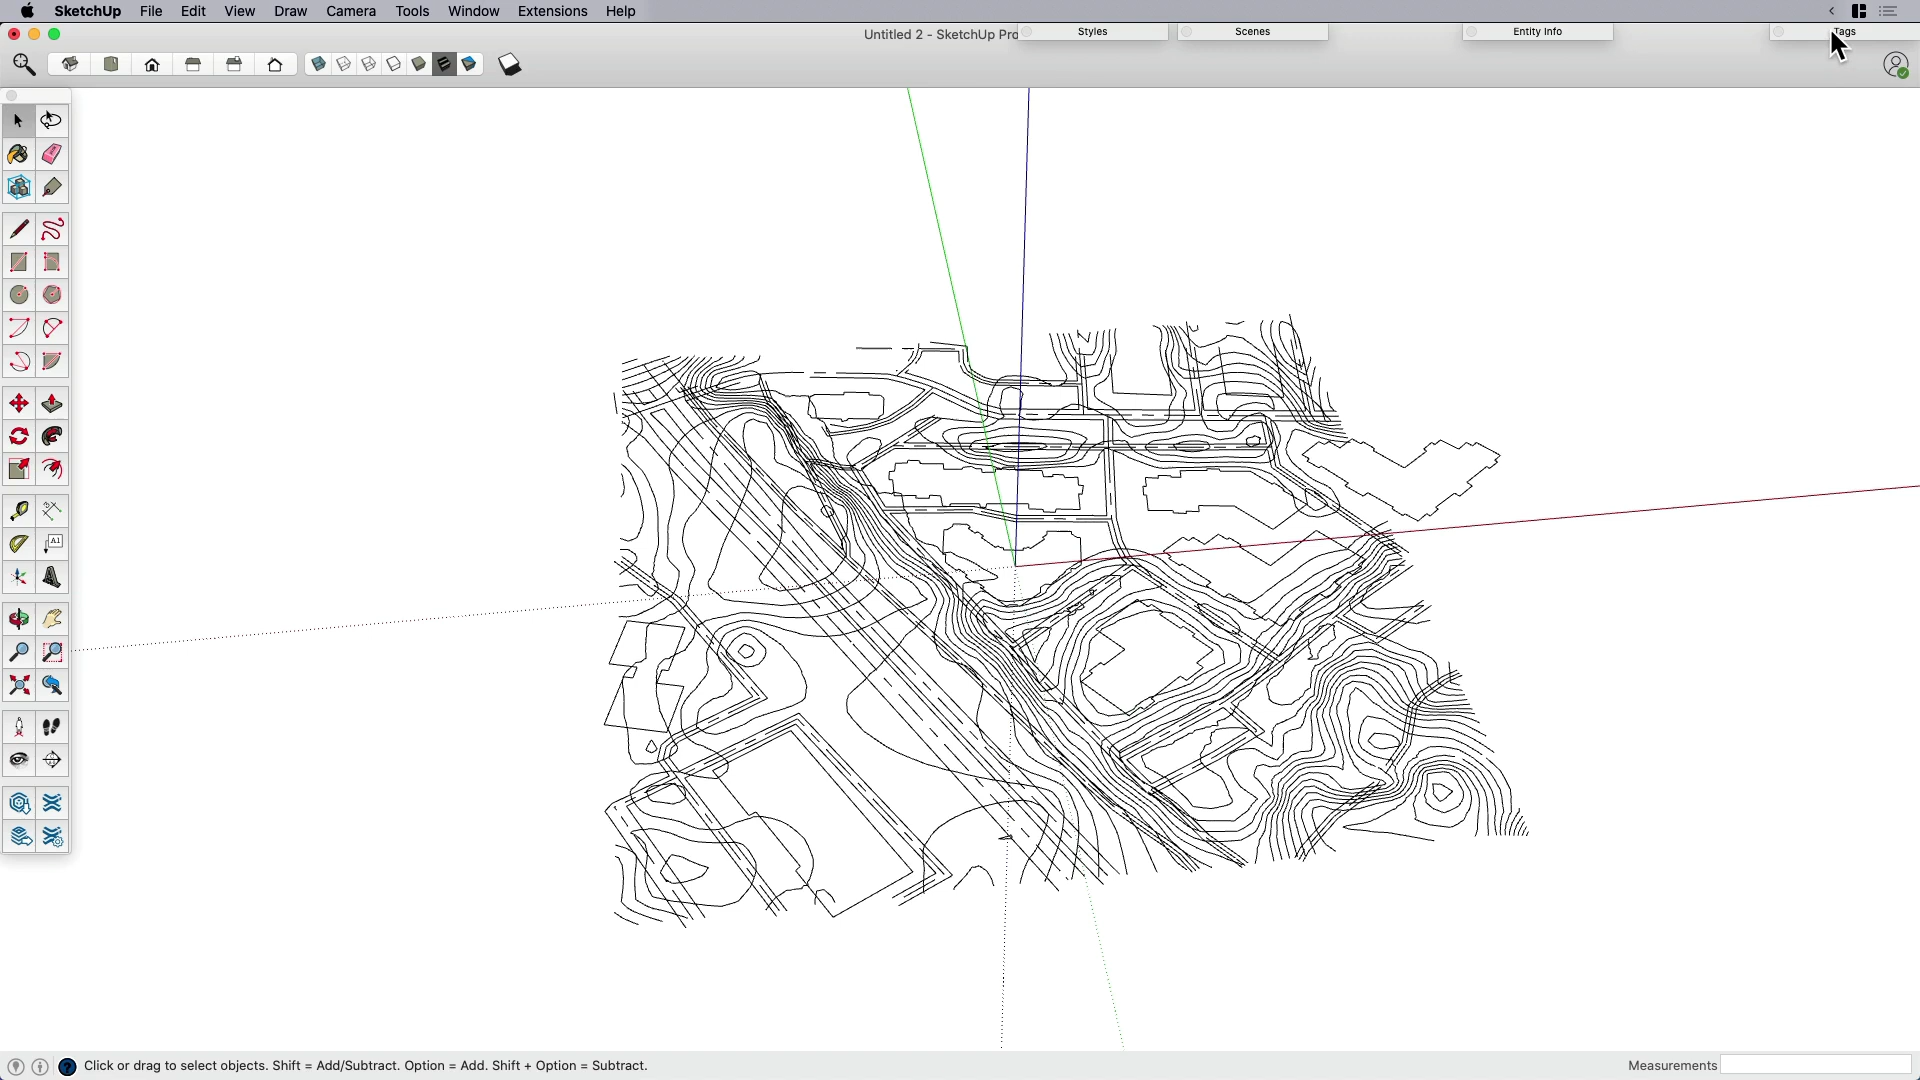 SketchUp File Edit View Draw Camera Tools Window Extensions Help
Untitled 2 - SketchUp Pro
Styles
Scenes
Entity Info
Tags
A1
Click or drag to select objects. Shift = Add/Subtract. Option = Add. Shift + Option = Subtract.
Measurements